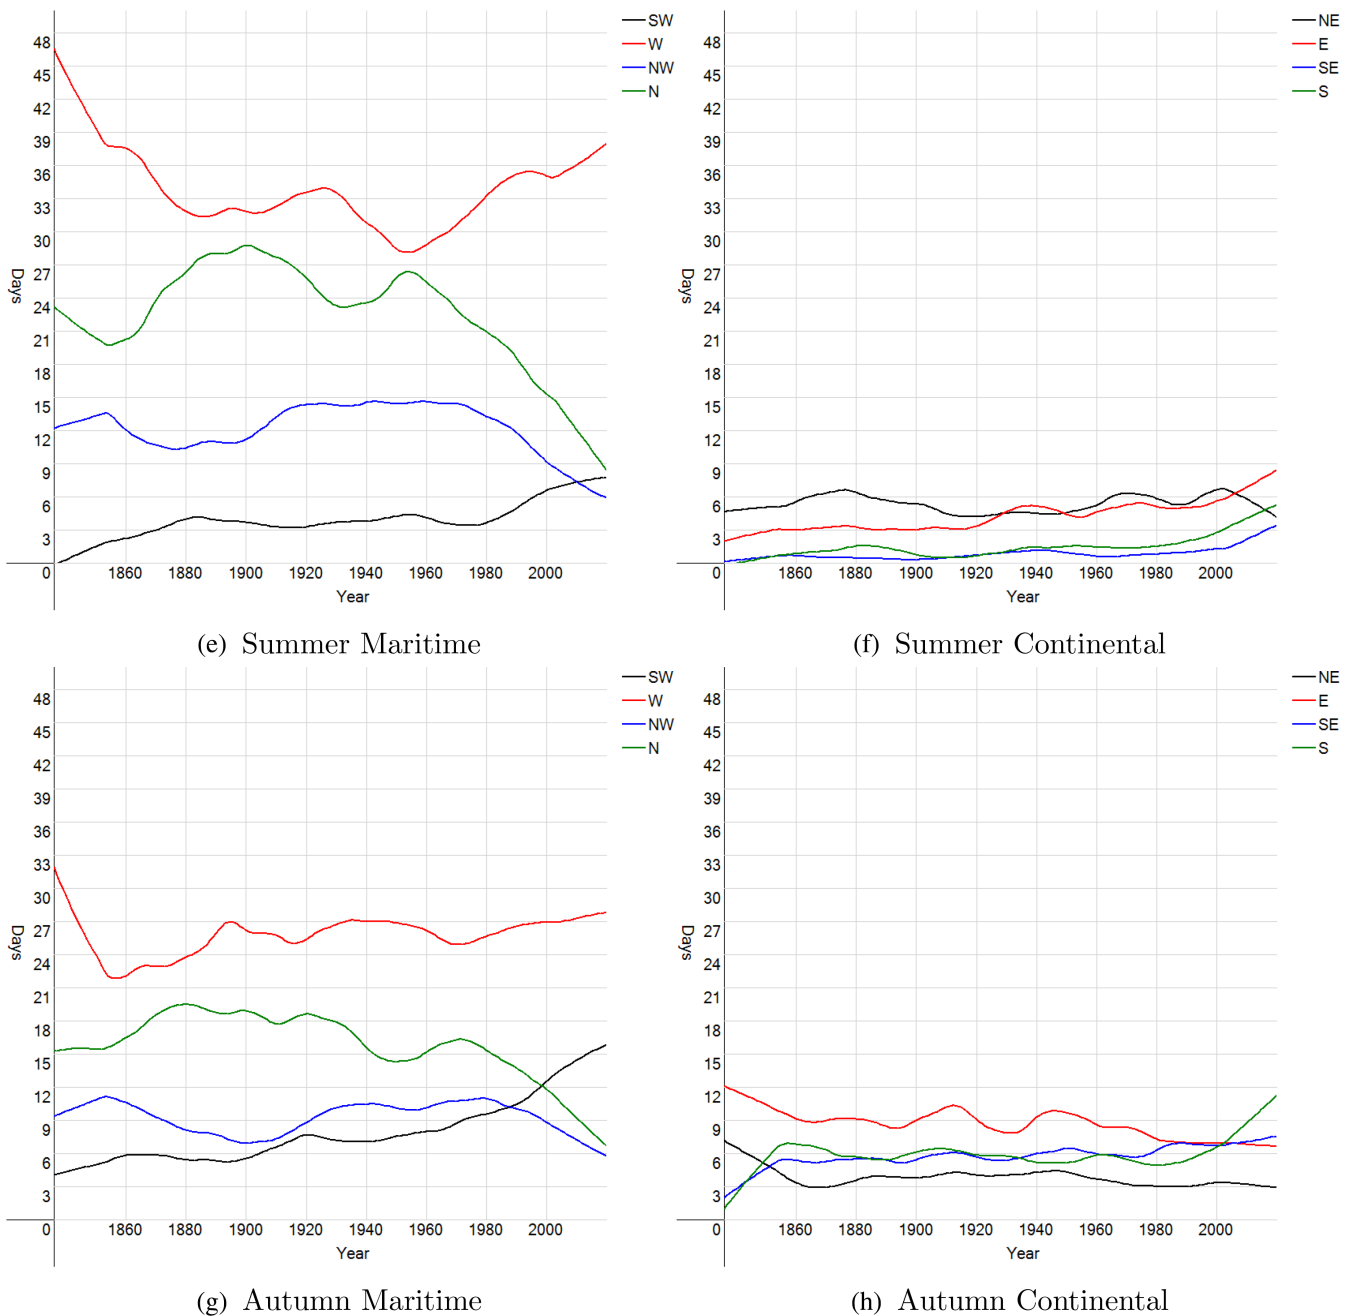 SW
W
NW
N
48
45
42
39
36
33
30
27
24
21
18
15
12
9
6
3
0
Days
1860 1880 1900 1920 1940 1960 1980 2000
Year
(e) Summer Maritime
NE
E
SE
S
48
45
42
39
36
33
30
27
24
21
18
15
12
9
6
3
0
Days
1860 1880 1900 1920 1940 1960 1980 2000
Year
(f) Summer Continental
SW
W
NW
N
48
45
42
39
36
33
30
27
24
21
18
15
12
9
6
3
0
Days
1860 1880 1900 1920 1940 1960 1980 2000
Year
(g) Autumn Maritime
NE
E
SE
S
48
45
42
39
36
33
30
27
24
21
18
15
12
9
6
3
0
Days
1860 1880 1900 1920 1940 1960 1980 2000
Year
(h) Autumn Continental